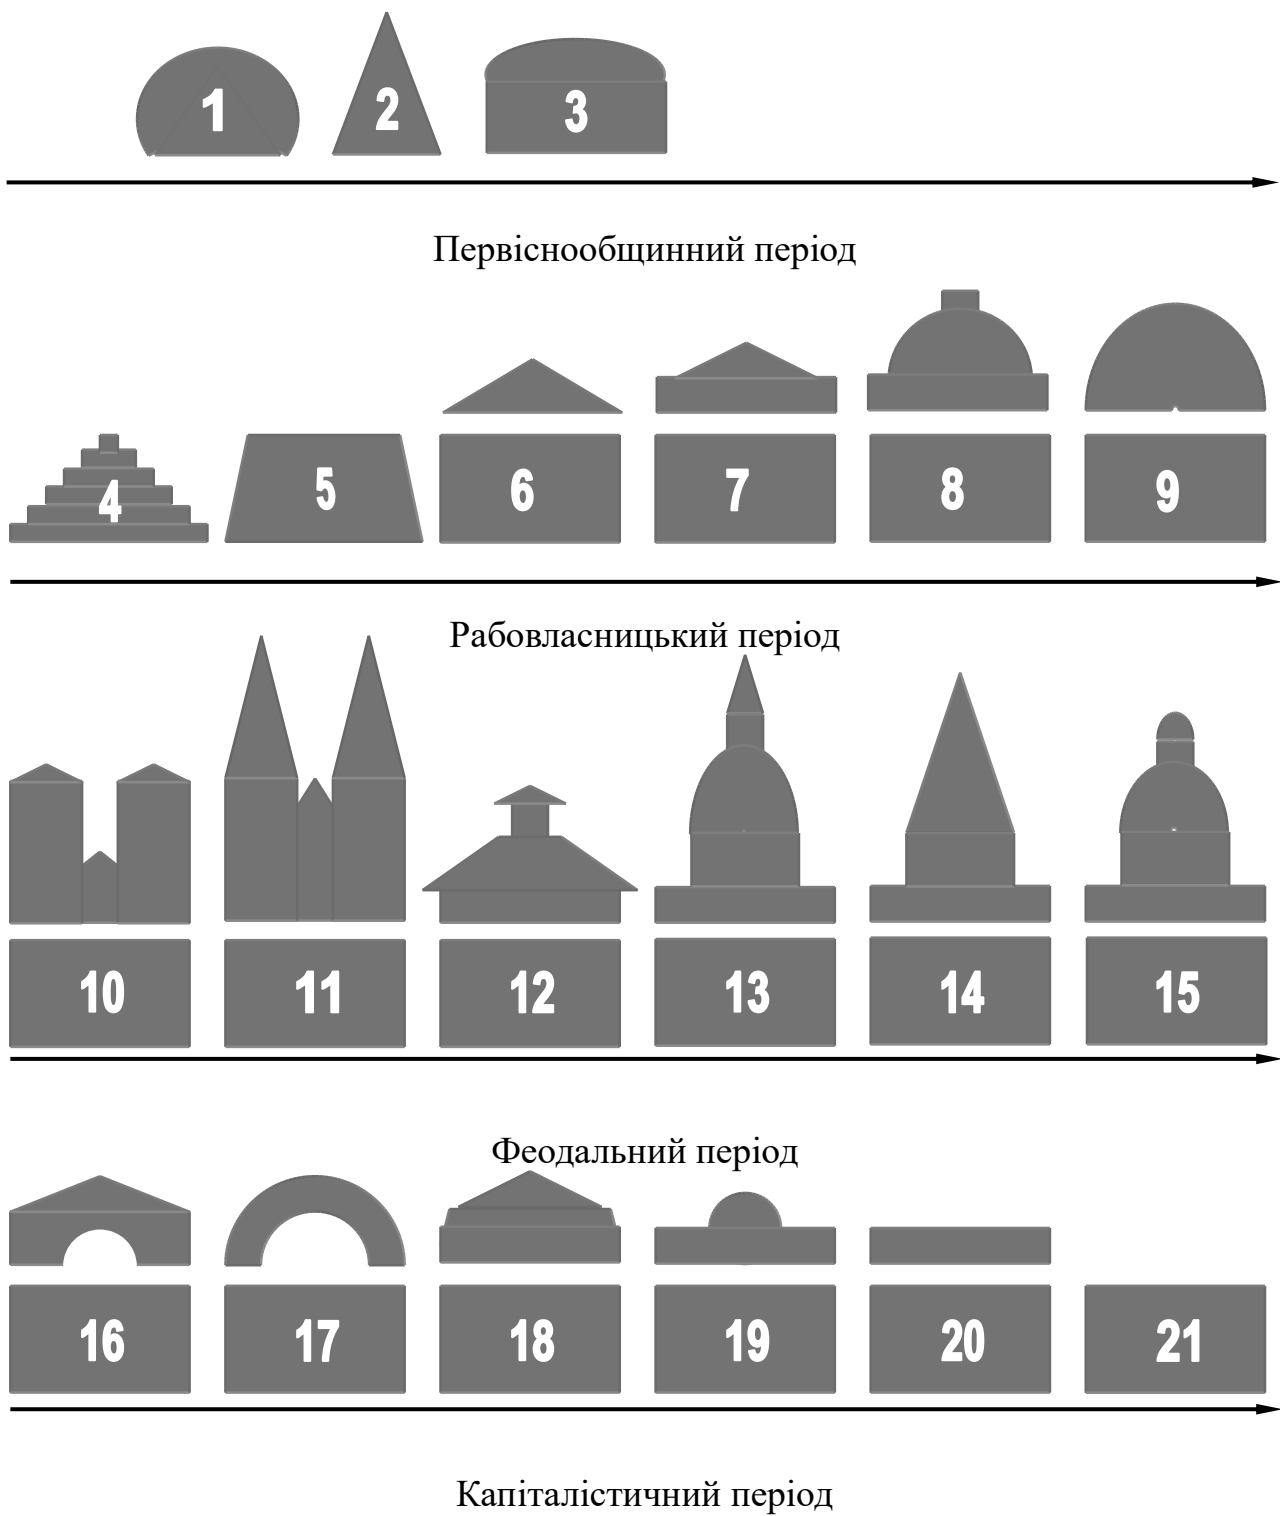 1 2 3
Первіснообщинний період
4 5 6 7 8 9
Рабовласницький період
10 11 12 13 14 15
Феодальний період
16 17 18 19 20 21
Капіталістичний період